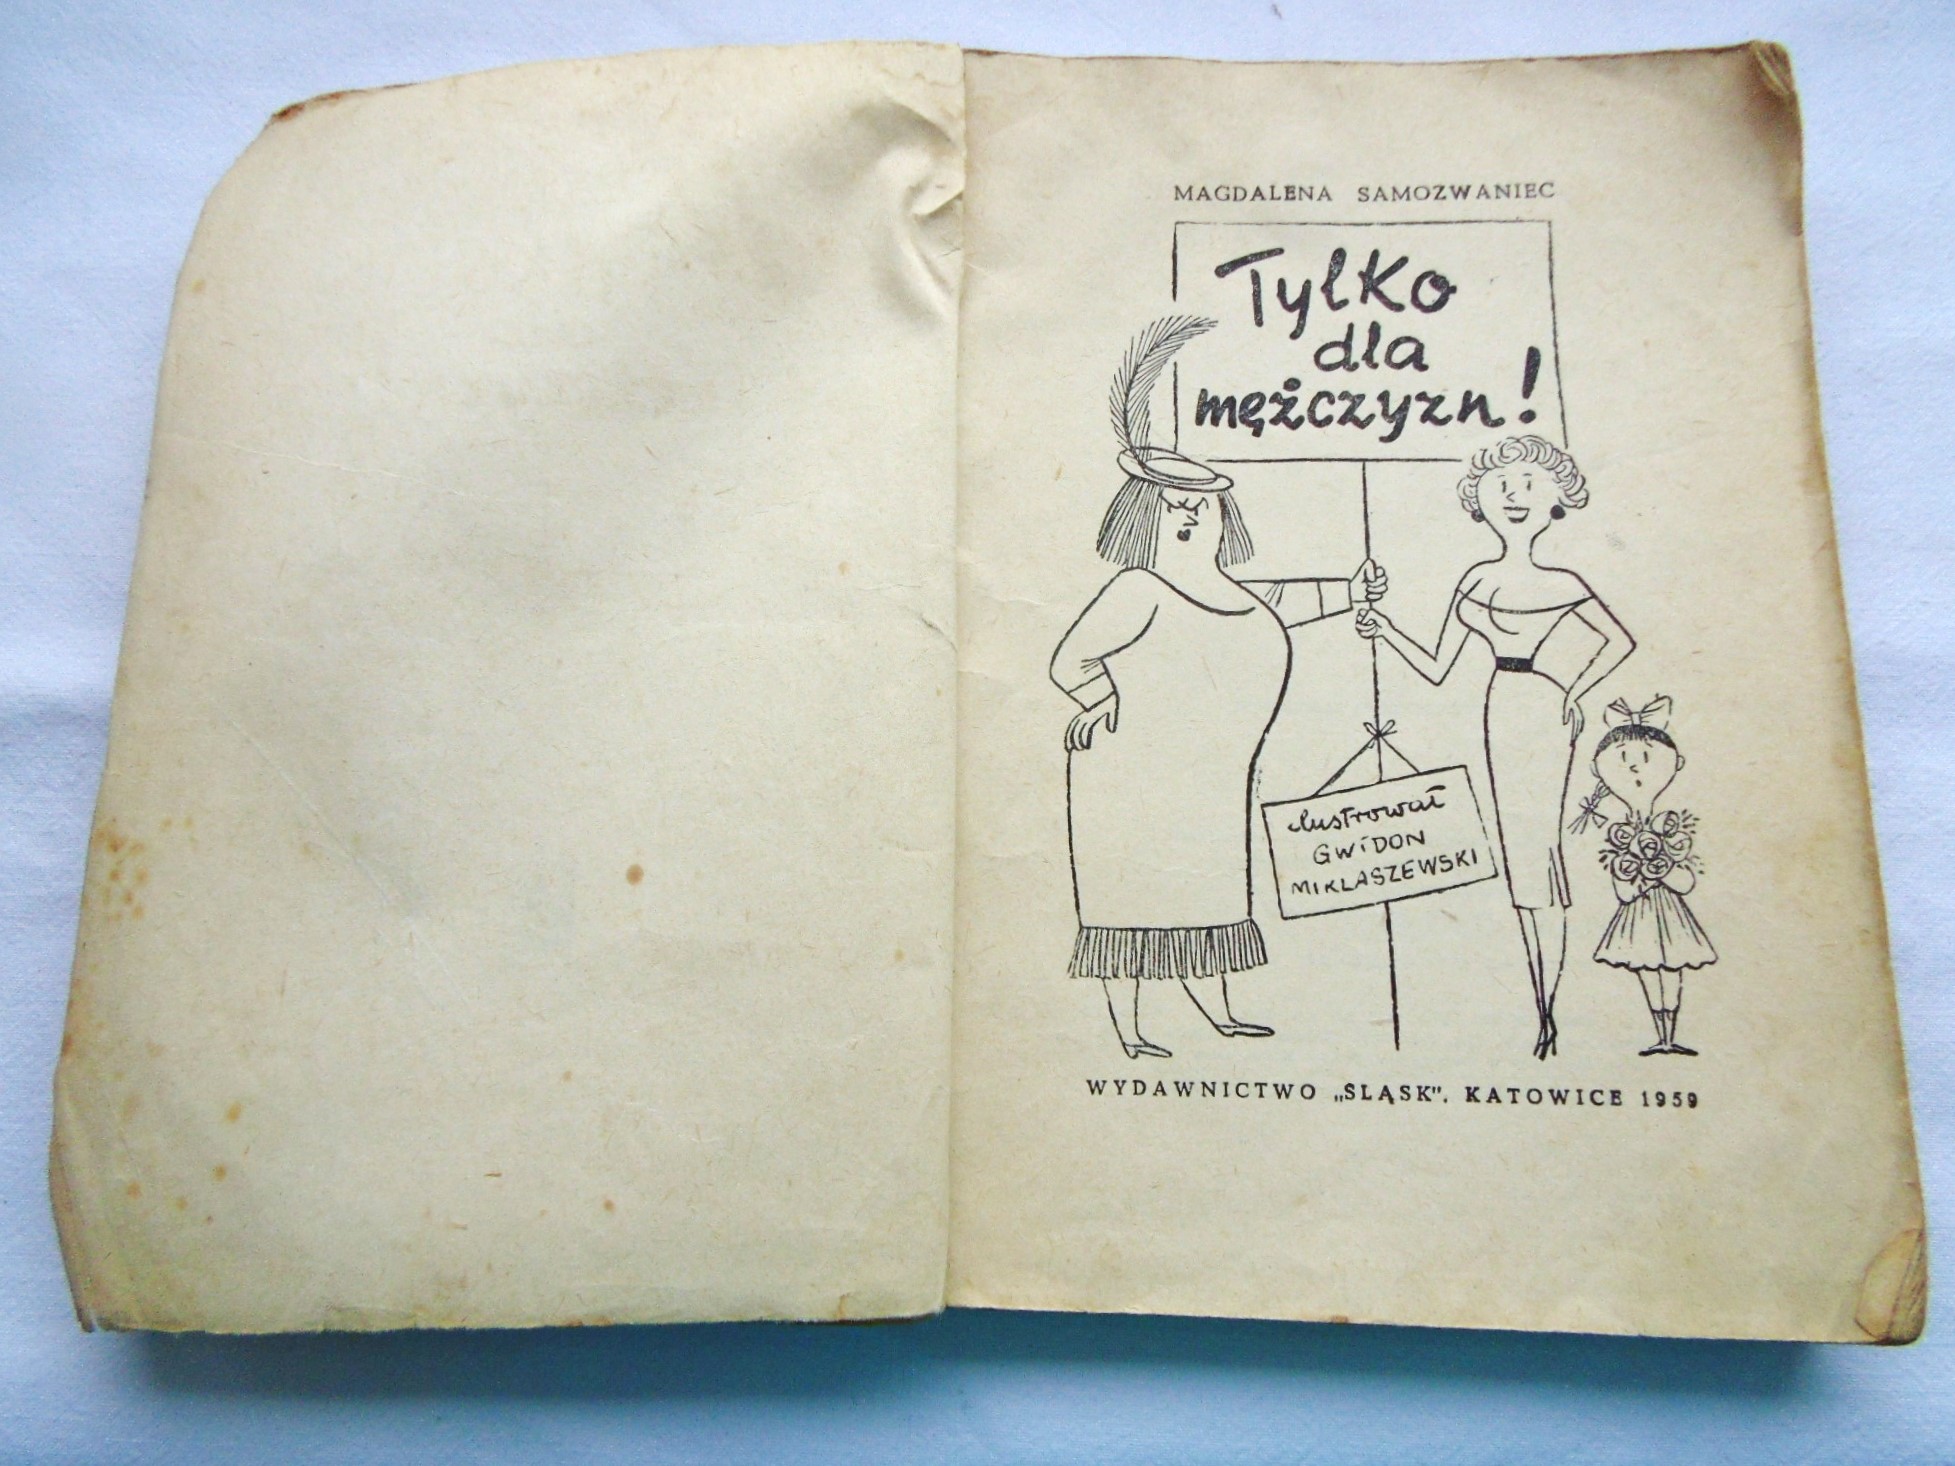 MAGDALENA SAMOZWANIEC
Tylko
dla
mężczyzn!
ilustrował
GWIDON
MIKLASZEWSKI
WYDAWNICTWO „ŚLĄSK". KATOWICE 1959